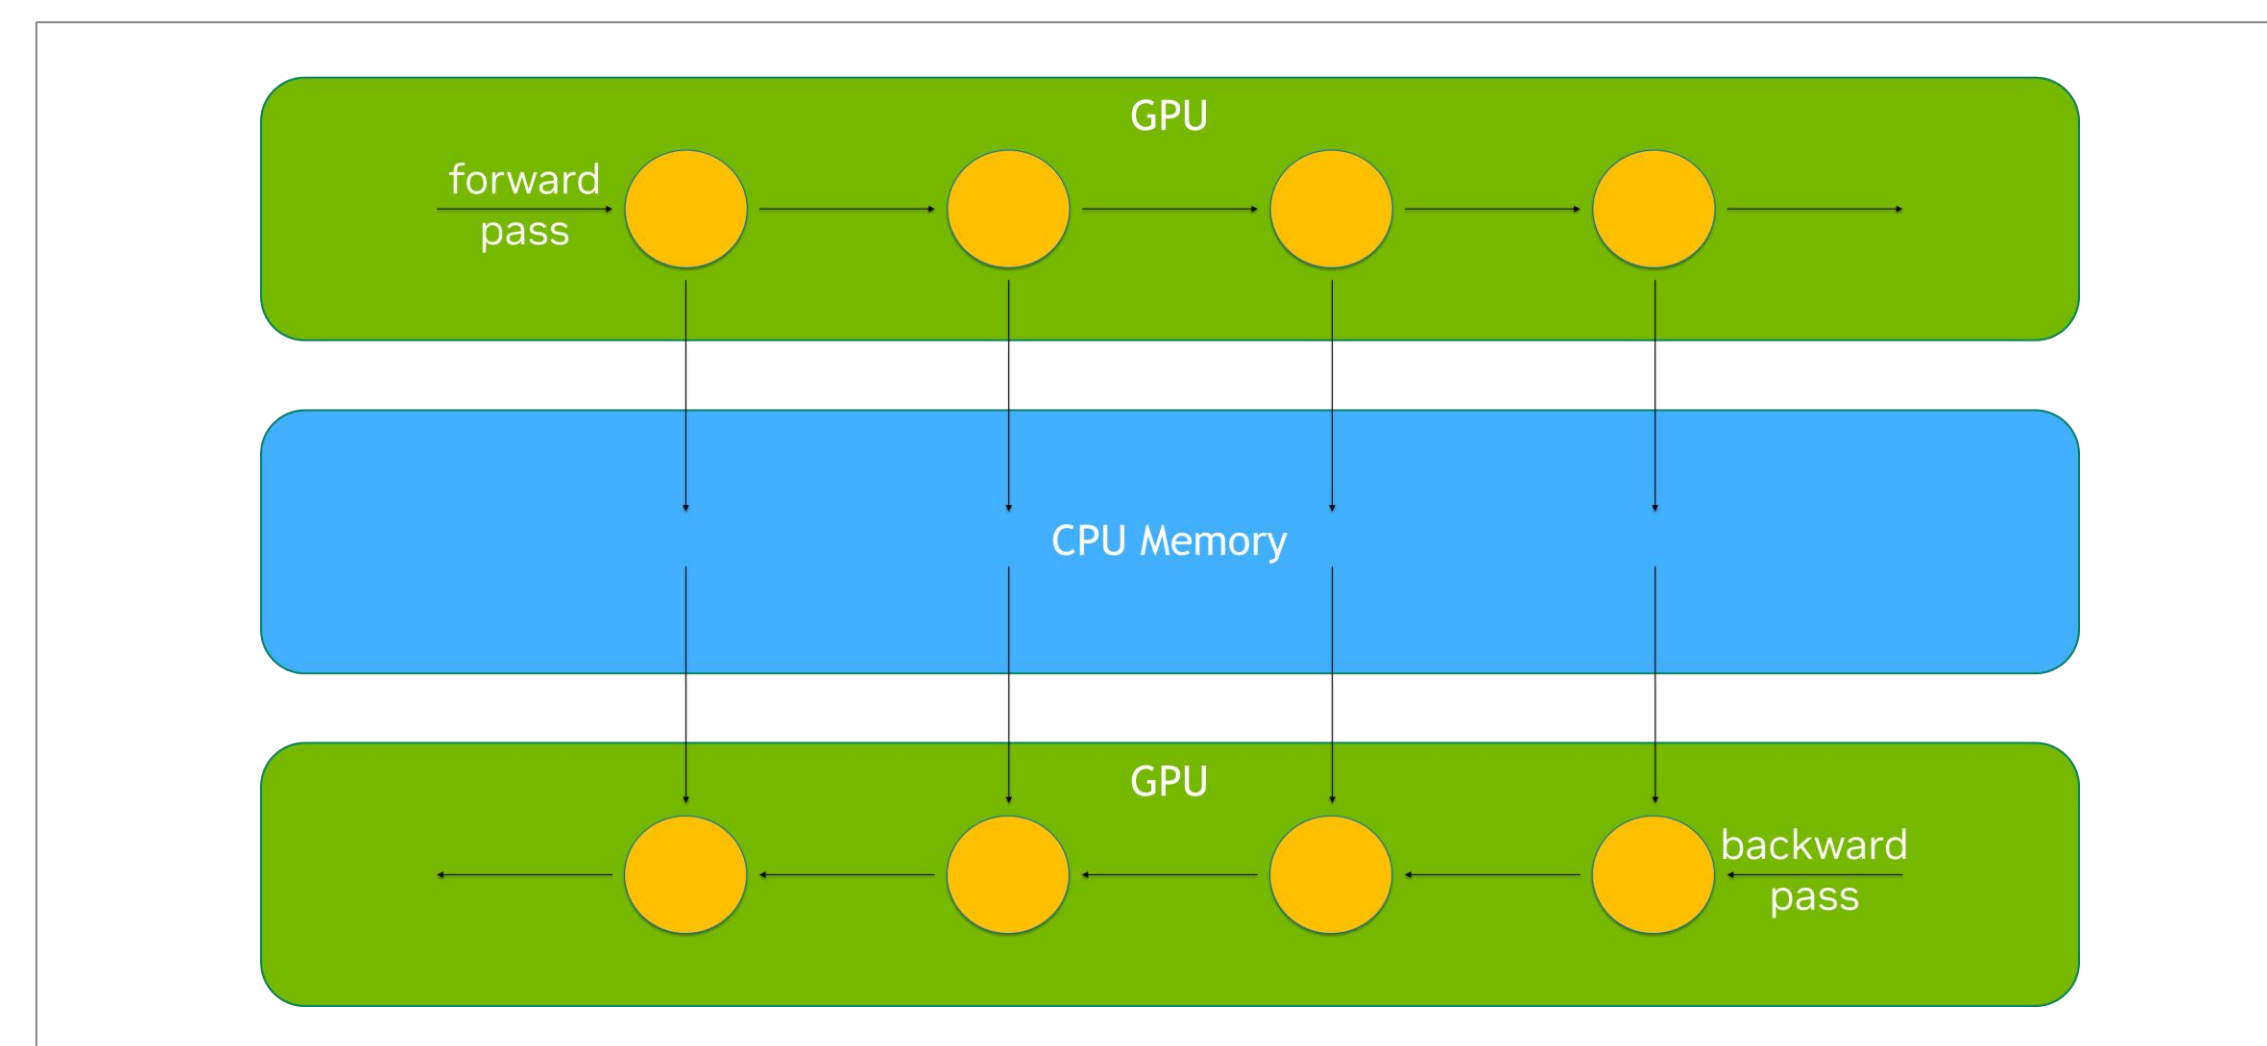 GPU
forward
pass
CPU Memory
GPU
backward
pass